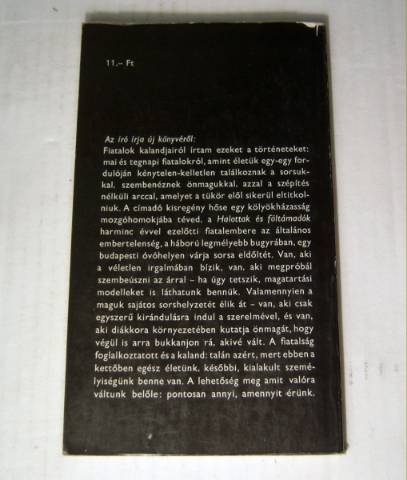 11.– Ft
Az író írja új könyvéről:
Fiatalok kalandjairól írtam ezeket a történeteket:
mai és tegnapi fiatalokról, amint életük egy-egy for-
dulóján kénytelen-kelletlen találkoznak a sorsuk-
kal, szembenéznek önmagukkal, azzal a szépítés
nélküli arccal, amelyet a tükör elől sikerül eltitkol-
niuk. A címadó kisregény hőse egy kölyökházasság
mozgóhomokjába téved, a Halottak és föltámadók
harminc évvel ezelőtti fiatalembere az általános
embertelenség, a háború legmélyebb bugyrában, egy
budapesti óvóhelyen várja sorsa eldőltét. Van, aki
a véletlen irgalmában bízik, van, aki megpróbál
szembeúszni az árral – ha úgy tetszik, magatartási
modelleket is láthatunk bennük. Valamennyien a
maguk sajátos sorshelyzetét élik át – van, aki csak
egyszerű kirándulásra indul a szerelmével, és van,
aki diákkora környezetében kutatja önmagát, hogy
végül is arra bukkanjon rá, akivé vált. A fiatalság
foglalkoztatott és a kaland: talán azért, mert ebben a
kettőben egész életünk, későbbi, kialakult szemé-
lyiségünk benne van. A lehetőség meg amit valóra
váltunk belőle: pontosan annyi, amennyit érünk.